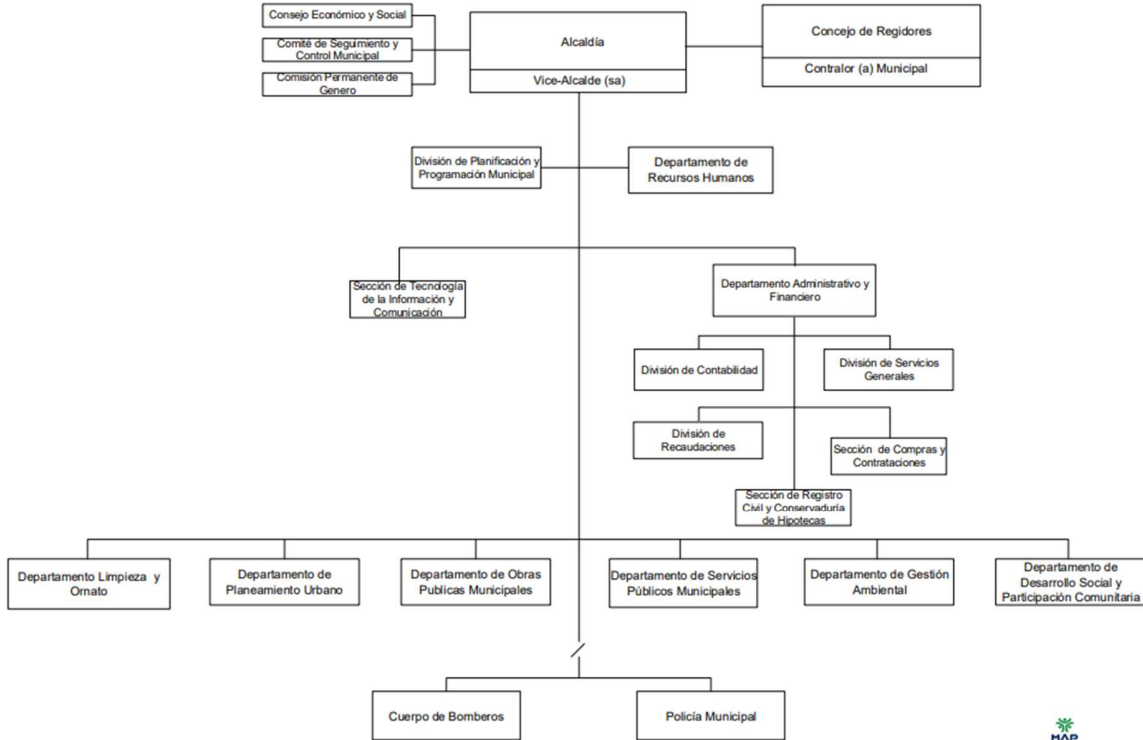 Consejo Económico y Social
Comité de Seguimiento y
Control Municipal
Comisión Permanente de
Genero
Alcaldía
Vice-Alcalde (sa)
Concejo de Regidores
Contralor (a) Municipal
División de Planificación y
Programación Municipal
Departamento de
Recursos Humanos
Sección de Tecnología
de la Información y
Comunicación
Departamento Administrativo y
Financiero
División de Contabilidad
División de Servicios
Generales
División de
Recaudaciones
Sección de Compras y
Contrataciones
Sección de Registro
Civil y Conservaduría
de Hipotecas
Departamento Limpieza y
Ornato
Departamento de
Planeamiento Urbano
Departamento de Obras
Publicas Municipales
Departamento de Servicios
Públicos Municipales
Departamento de Gestión
Ambiental
Departamento de
Desarrollo Social y
Participación Comunitaria
Cuerpo de Bomberos
Policía Municipal
MAP